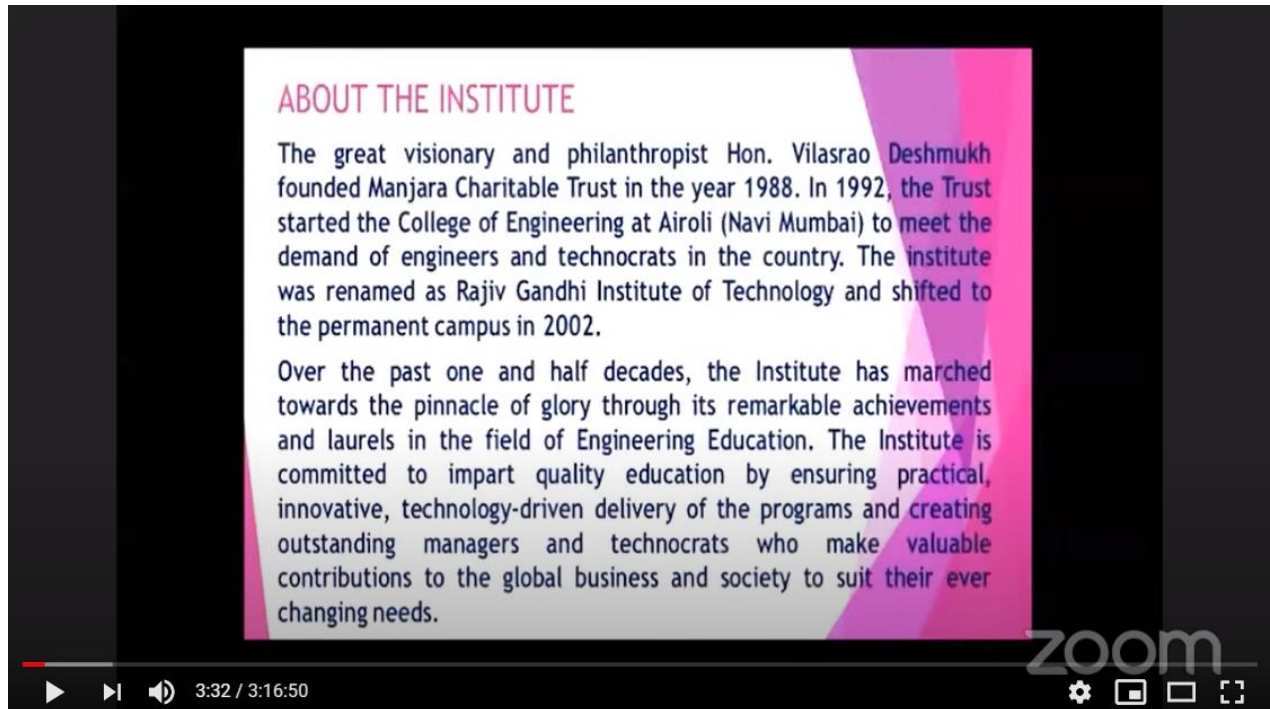 ABOUT THE INSTITUTE
The great visionary and philanthropist Hon. Vilasrao Deshmukh
founded Manjara Charitable Trust in the year 1988. In 1992, the Trust
started the College of Engineering at Airoli (Navi Mumbai) to meet the
demand of engineers and technocrats in the country. The institute
was renamed as Rajiv Gandhi Institute of Technology and shifted to
the permanent campus in 2002.
Over the past one and half decades, the Institute has marched
towards the pinnacle of glory through its remarkable achievements
and laurels in the field of Engineering Education. The Institute is
committed to impart quality education by ensuring practical,
innovative, technology-driven delivery of the programs and creating
outstanding managers and technocrats who make valuable
contributions to the global business and society to suit their ever
changing needs.
zoom
3:32 / 3:16:50